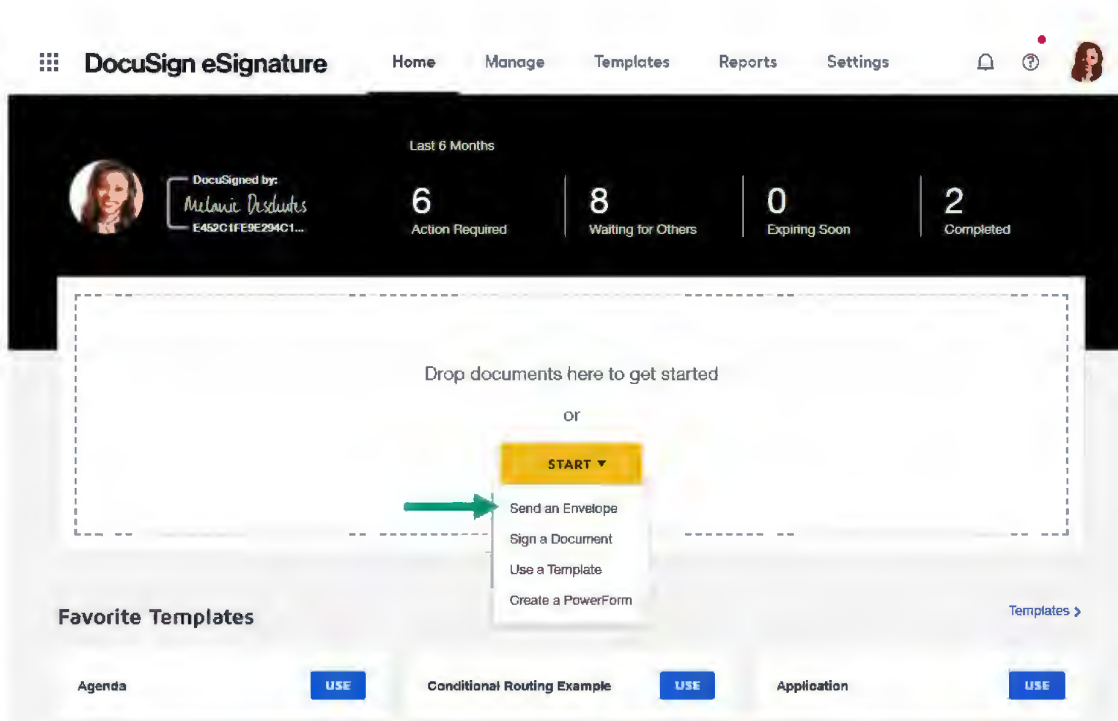 DocuSign eSignature Home Manage Templates Reports Settings
Last 6 Months
DocuSigned by:
Melanie Deschutes
E452C1FE9E294C1...
6 8 0 2
Action Required Waiting for Others Expiring Soon Completed
Drop documents here to get started
or
START
Send an Envelope
Sign a Document
Use a Template
Create a PowerForm
Favorite Templates Templates >
Agenda USE Conditional Routing Example USE Application USE